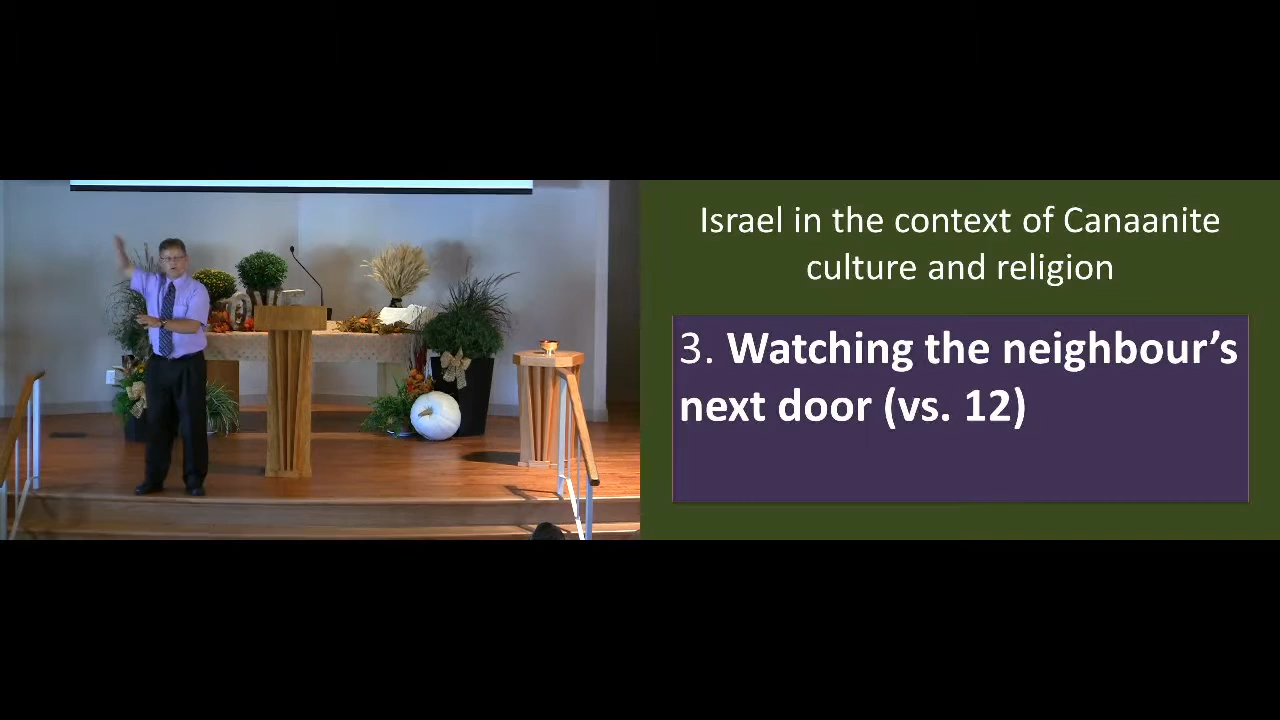 Israel in the context of Canaanite
culture and religion
3. Watching the neighbour's
next door (vs. 12)